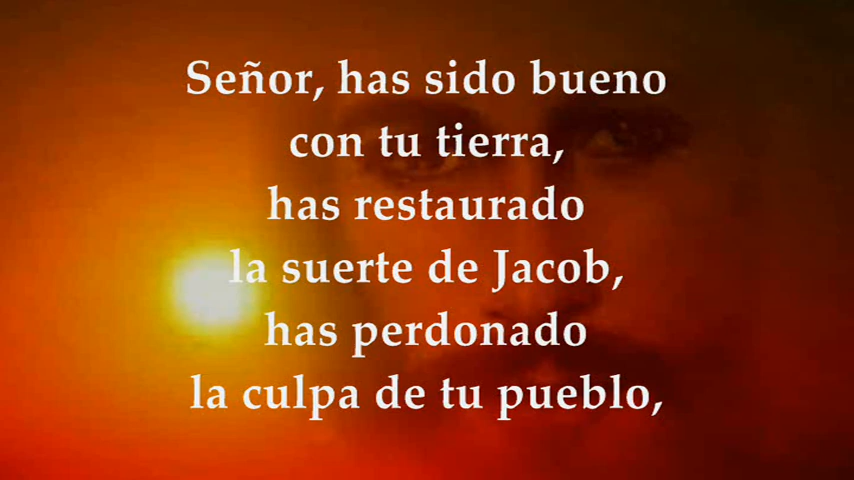 Señor, has sido bueno
con tu tierra,
has restaurado
la suerte de Jacob,
has perdonado
la culpa de tu pueblo,